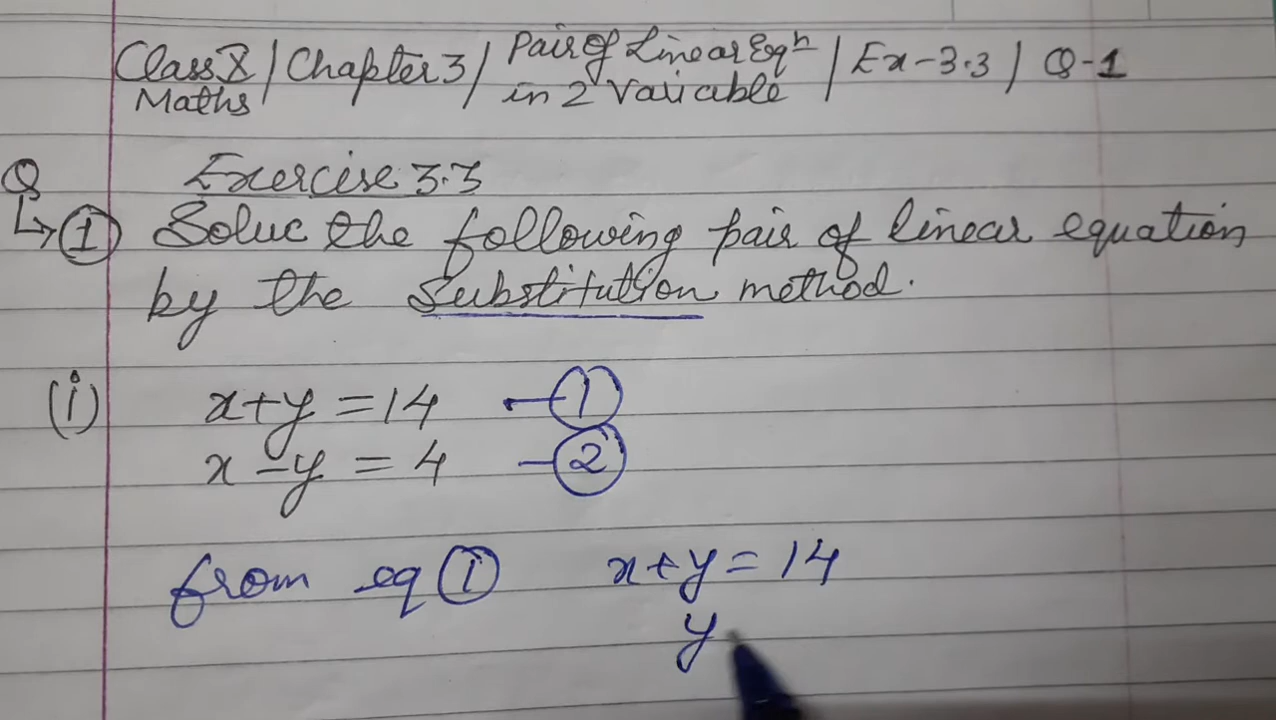 Class X / Chapter 3 / Pair of Linear Eqⁿ / Ex-3.3 / Q-1
Maths in 2 Variable
Q Exercise 3.3
↳ ① Solve the following pair of linear equation
by the Substitution method.
(i) x+y=14 —①
x-y=4 —②
from eq ① x+y=14
y